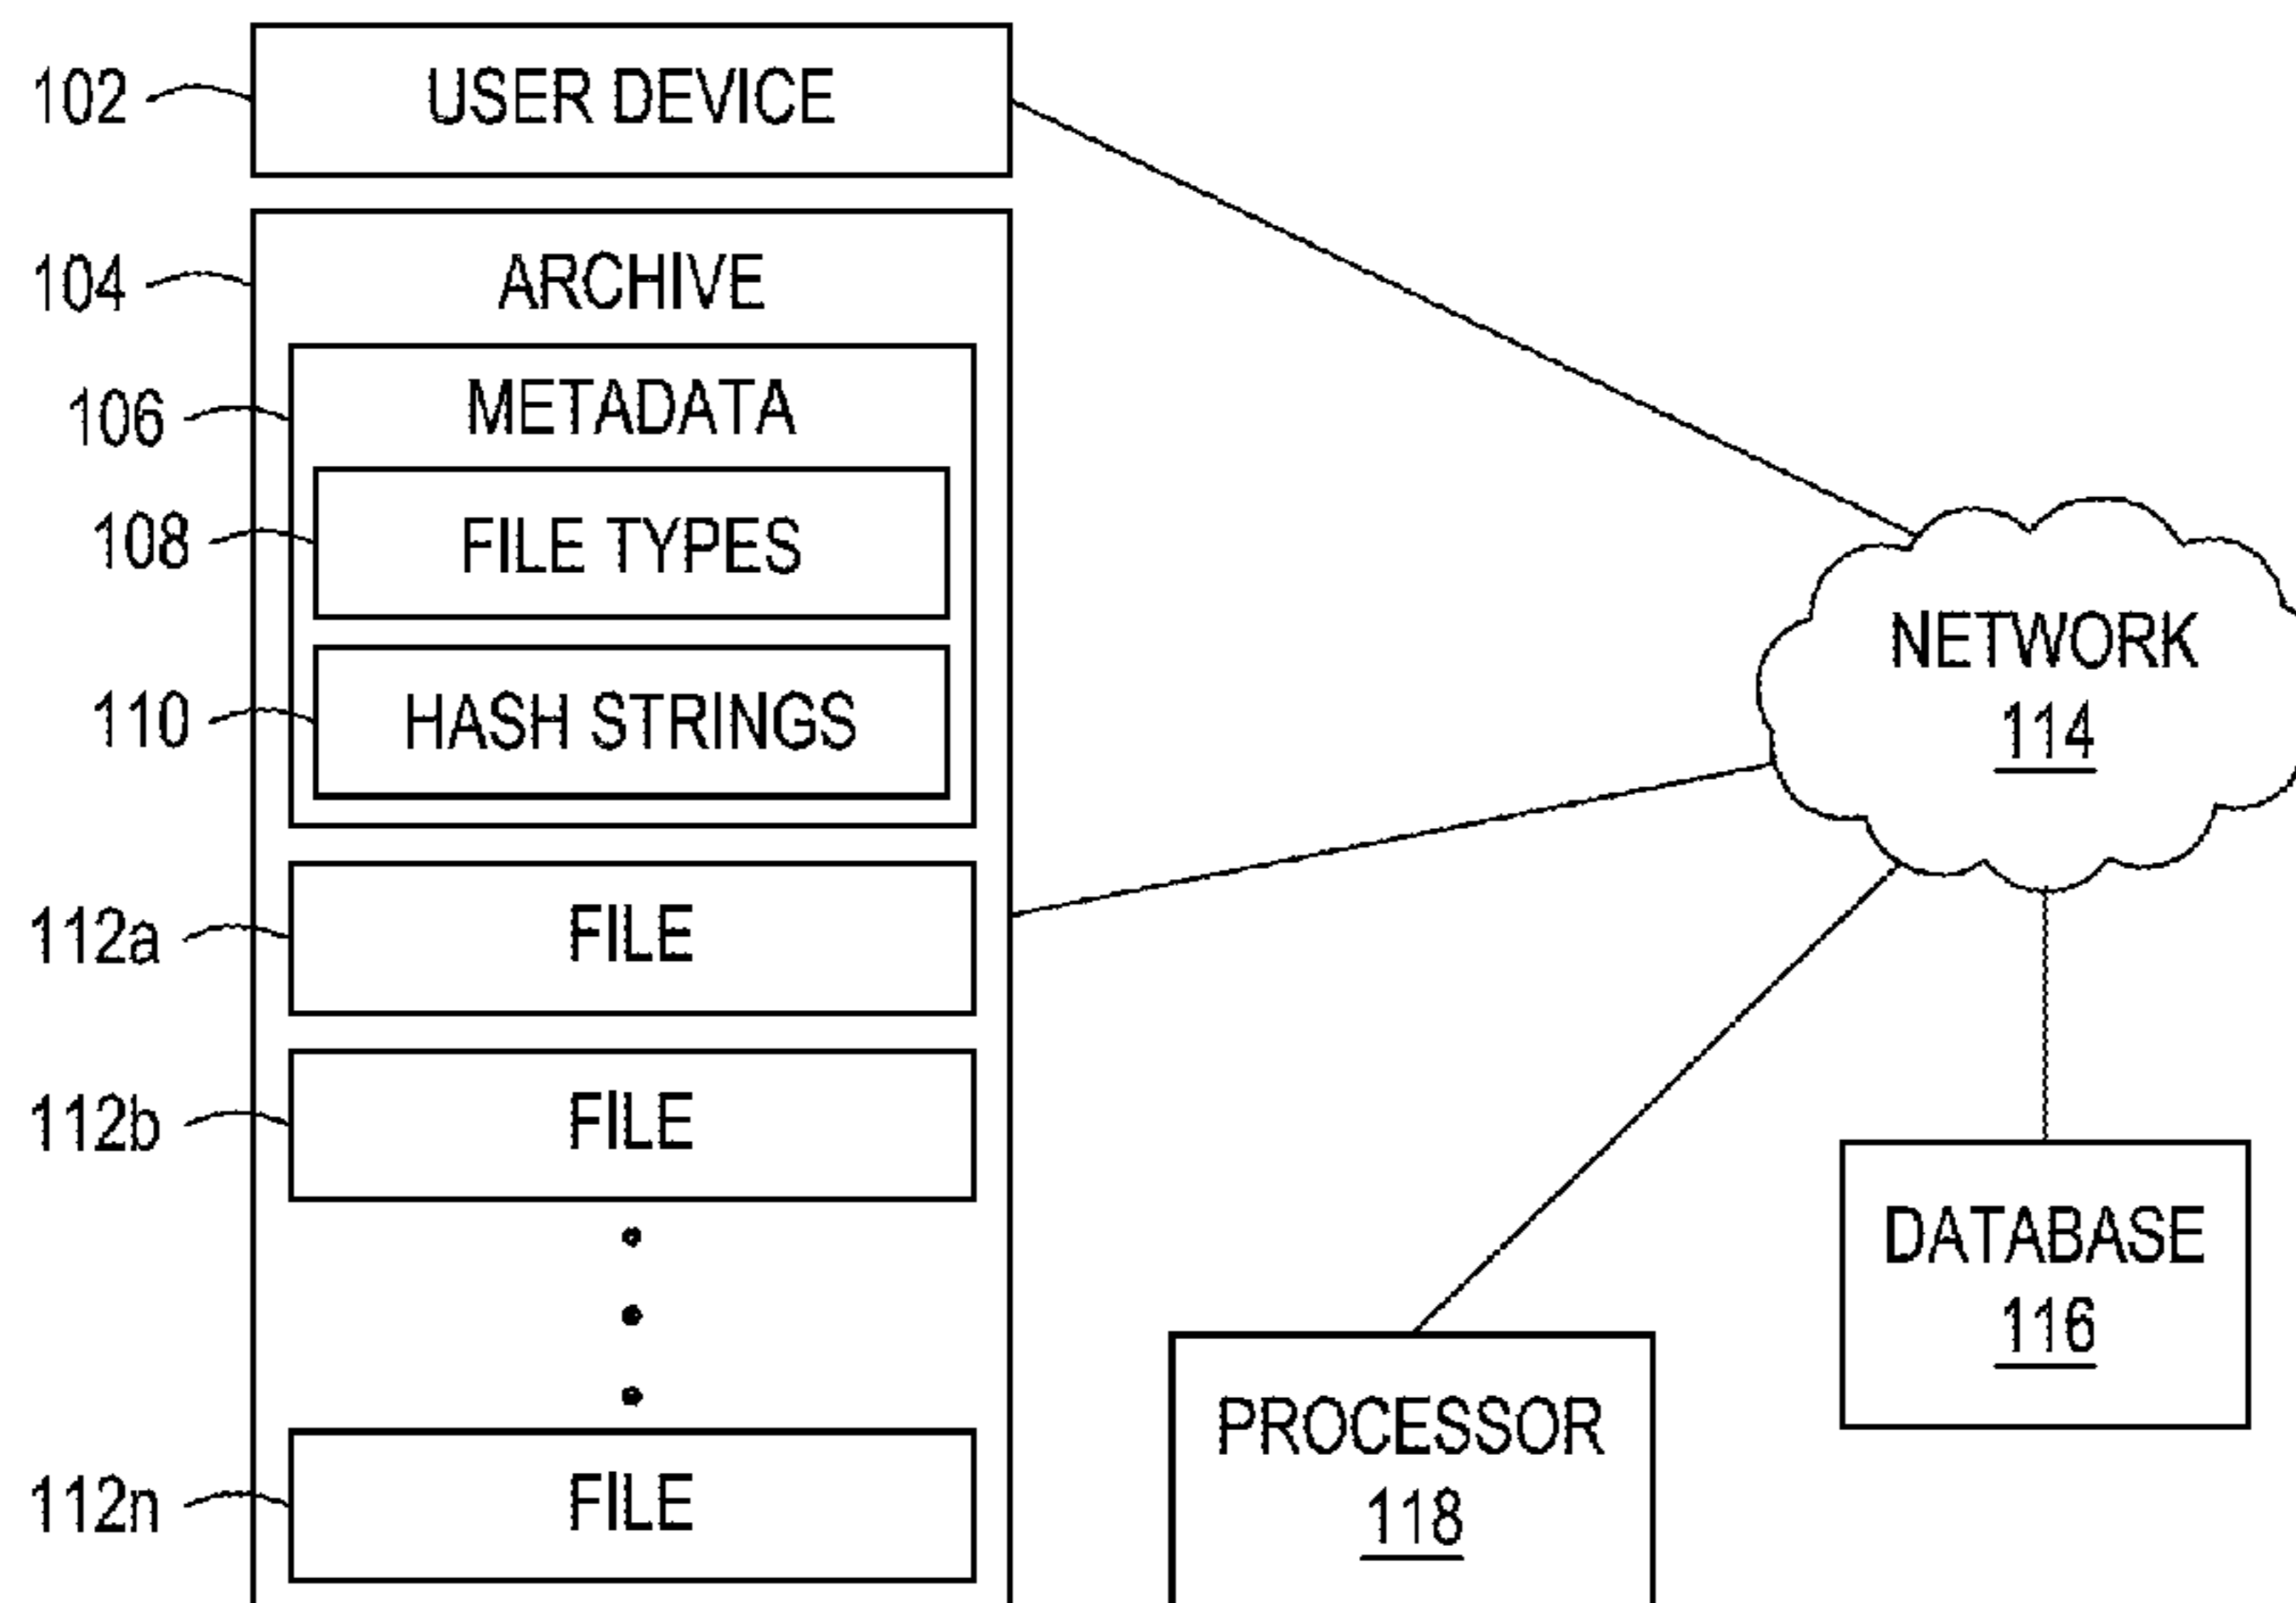 102 USER DEVICE
104 ARCHIVE
106 METADATA
108 FILE TYPES
110 HASH STRINGS
112a FILE
112b FILE
112n FILE
NETWORK
114
DATABASE
116
PROCESSOR
118